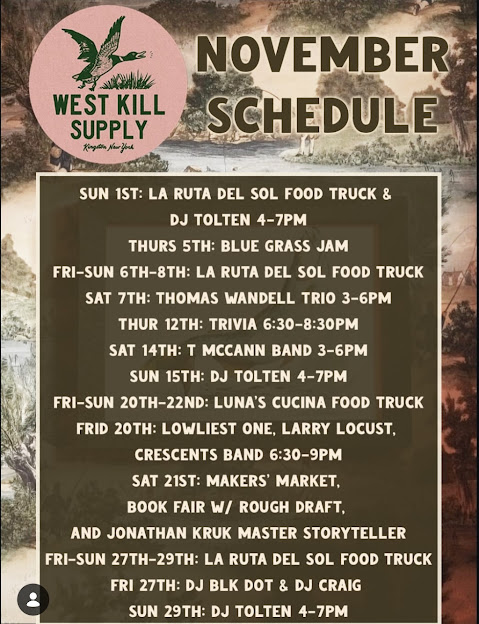 WEST KILL
SUPPLY
Kingston New York
NOVEMBER
SCHEDULE
SUN 1ST: LA RUTA DEL SOL FOOD TRUCK &
DJ TOLTEN 4-7PM
THURS 5TH: BLUE GRASS JAM
FRI-SUN 6TH-8TH: LA RUTA DEL SOL FOOD TRUCK
SAT 7TH: THOMAS WANDELL TRIO 3-6PM
THUR 12TH: TRIVIA 6:30-8:30PM
SAT 14TH: T MCCANN BAND 3-6PM
SUN 15TH: DJ TOLTEN 4-7PM
FRI-SUN 20TH-22ND: LUNA'S CUCINA FOOD TRUCK
FRID 20TH: LOWLIEST ONE, LARRY LOCUST,
CRESCENTS BAND 6:30-9PM
SAT 21ST: MAKERS' MARKET,
BOOK FAIR W/ ROUGH DRAFT,
AND JONATHAN KRUK MASTER STORYTELLER
FRI-SUN 27TH-29TH: LA RUTA DEL SOL FOOD TRUCK
FRI 27TH: DJ BLK DOT & DJ CRAIG
SUN 29TH: DJ TOLTEN 4-7PM